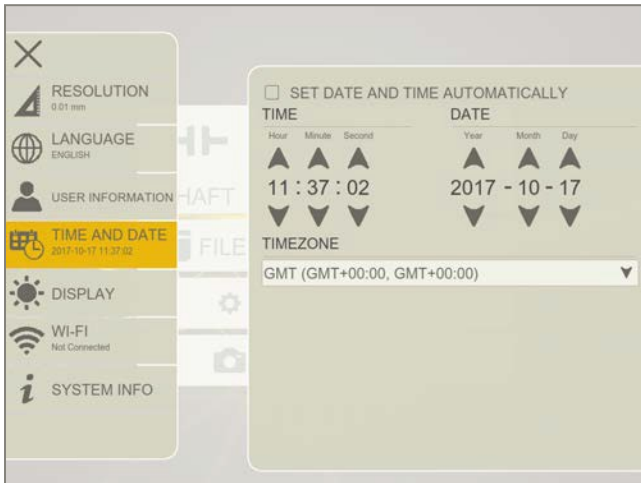 RESOLUTION
0.01 mm
LANGUAGE
ENGLISH
USER INFORMATION
TIME AND DATE
2017-10-17 11:37:02
DISPLAY
WI-FI
Not Connected
SYSTEM INFO
HAFT
FILE
SET DATE AND TIME AUTOMATICALLY
TIME DATE
Hour Minute Second Year Month Day
11 : 37 : 02 2017 - 10 - 17
TIMEZONE
GMT (GMT+00:00, GMT+00:00)